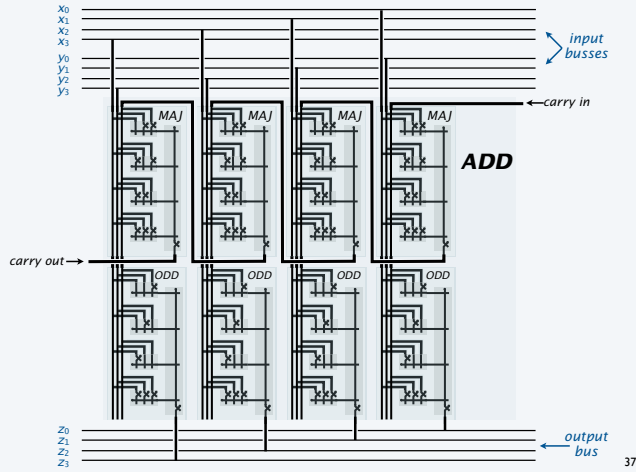 x0
x1
x2
x3
y0
y1
y2
y3
input
busses
carry in
MAJ MAJ MAJ MAJ
ADD
carry out
ODD ODD ODD ODD
z0
z1
z2
z3
output
bus
37